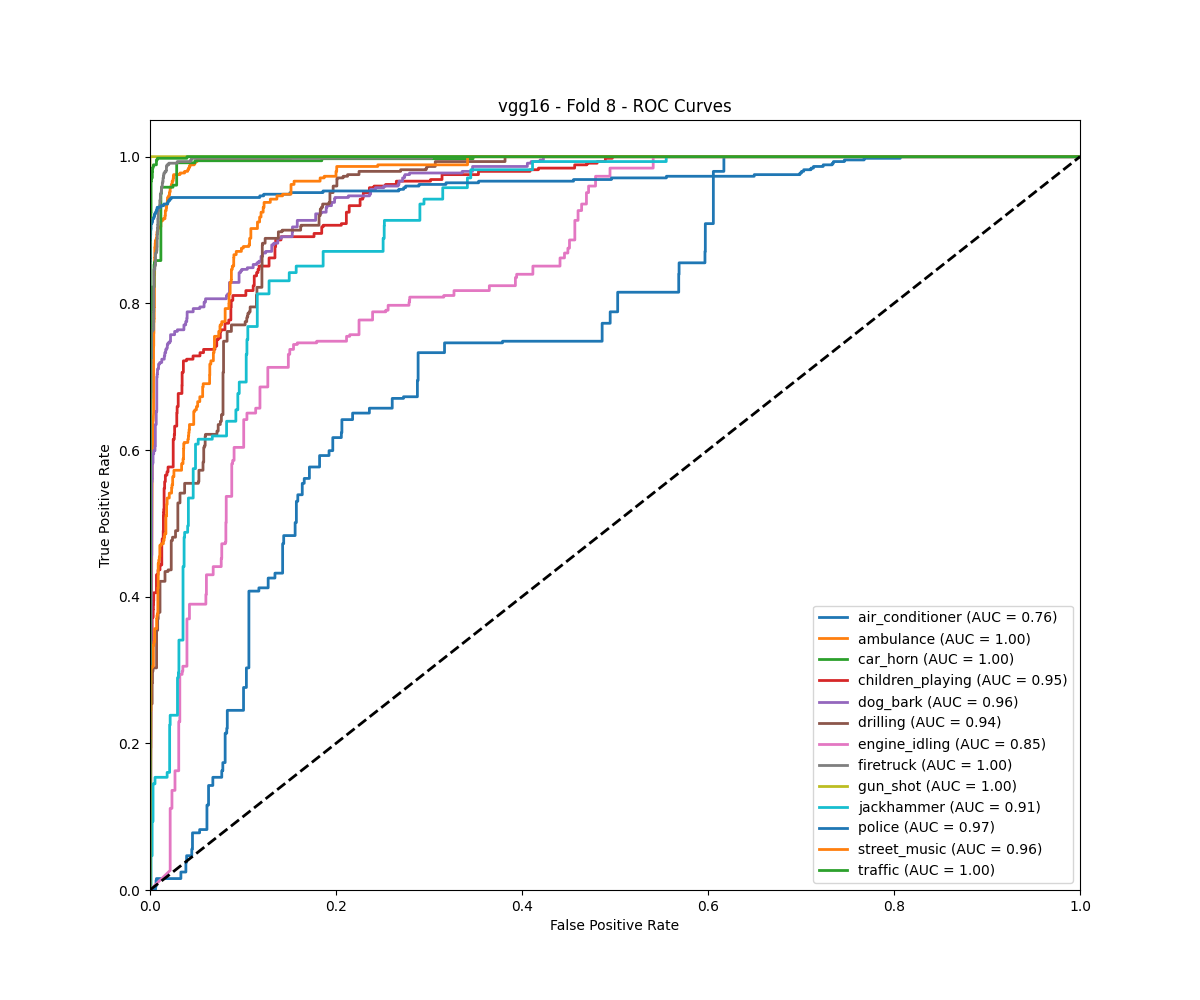 vgg16 - Fold 8 - ROC Curves
1.0
0.8
0.6
0.4
0.2
0.0
True Positive Rate
0.0 0.2 0.4 0.6 0.8 1.0
False Positive Rate
air_conditioner (AUC = 0.76)
ambulance (AUC = 1.00)
car_horn (AUC = 1.00)
children_playing (AUC = 0.95)
dog_bark (AUC = 0.96)
drilling (AUC = 0.94)
engine_idling (AUC = 0.85)
firetruck (AUC = 1.00)
gun_shot (AUC = 1.00)
jackhammer (AUC = 0.91)
police (AUC = 0.97)
street_music (AUC = 0.96)
traffic (AUC = 1.00)